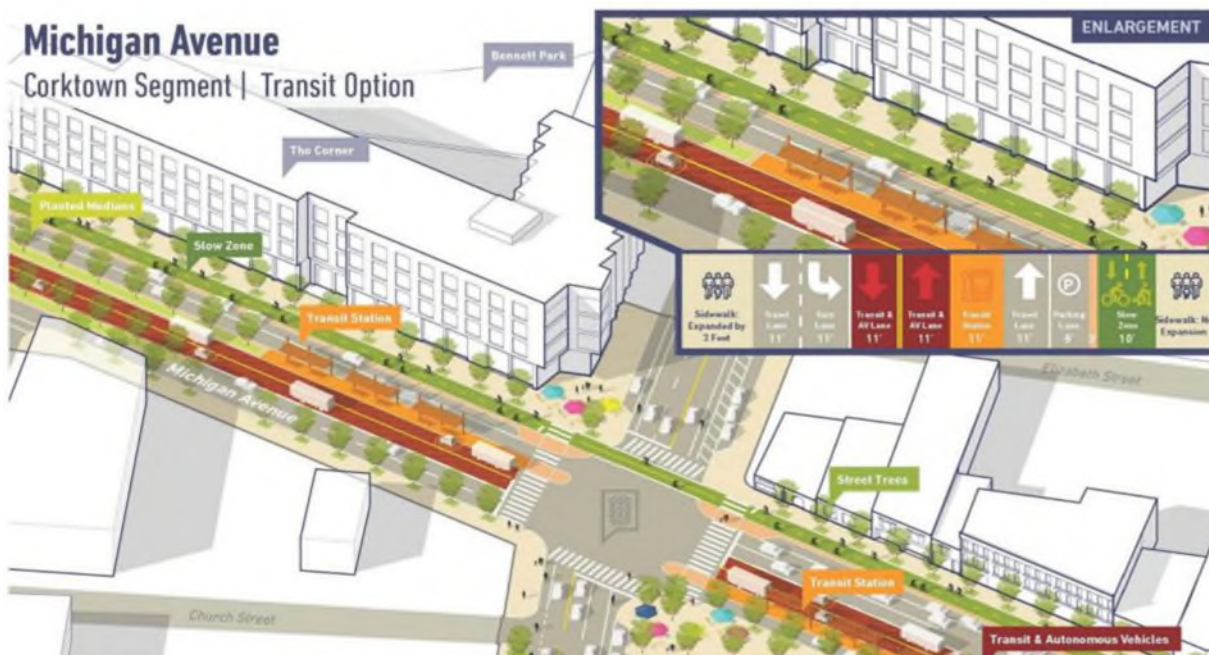 Michigan Avenue
Corktown Segment | Transit Option
Bennett Park
ENLARGEMENT
The Corner
Planted Medians
Slow Zone
Transit Station
Michigan Avenue
Sidewalk:
Expanded by
2 Feet
Travel
Lane
11'
Turn
Lane
11'
Transit &
AV Lane
11'
Transit &
AV Lane
11'
Transit
Station
11'
Travel
Lane
11'
P
Parking
Lane
Slow
Zone
10'
Sidewalk: No
Expansion
Elizabeth Street
Street Trees
Church Street
Transit Station
Transit & Autonomous Vehicles